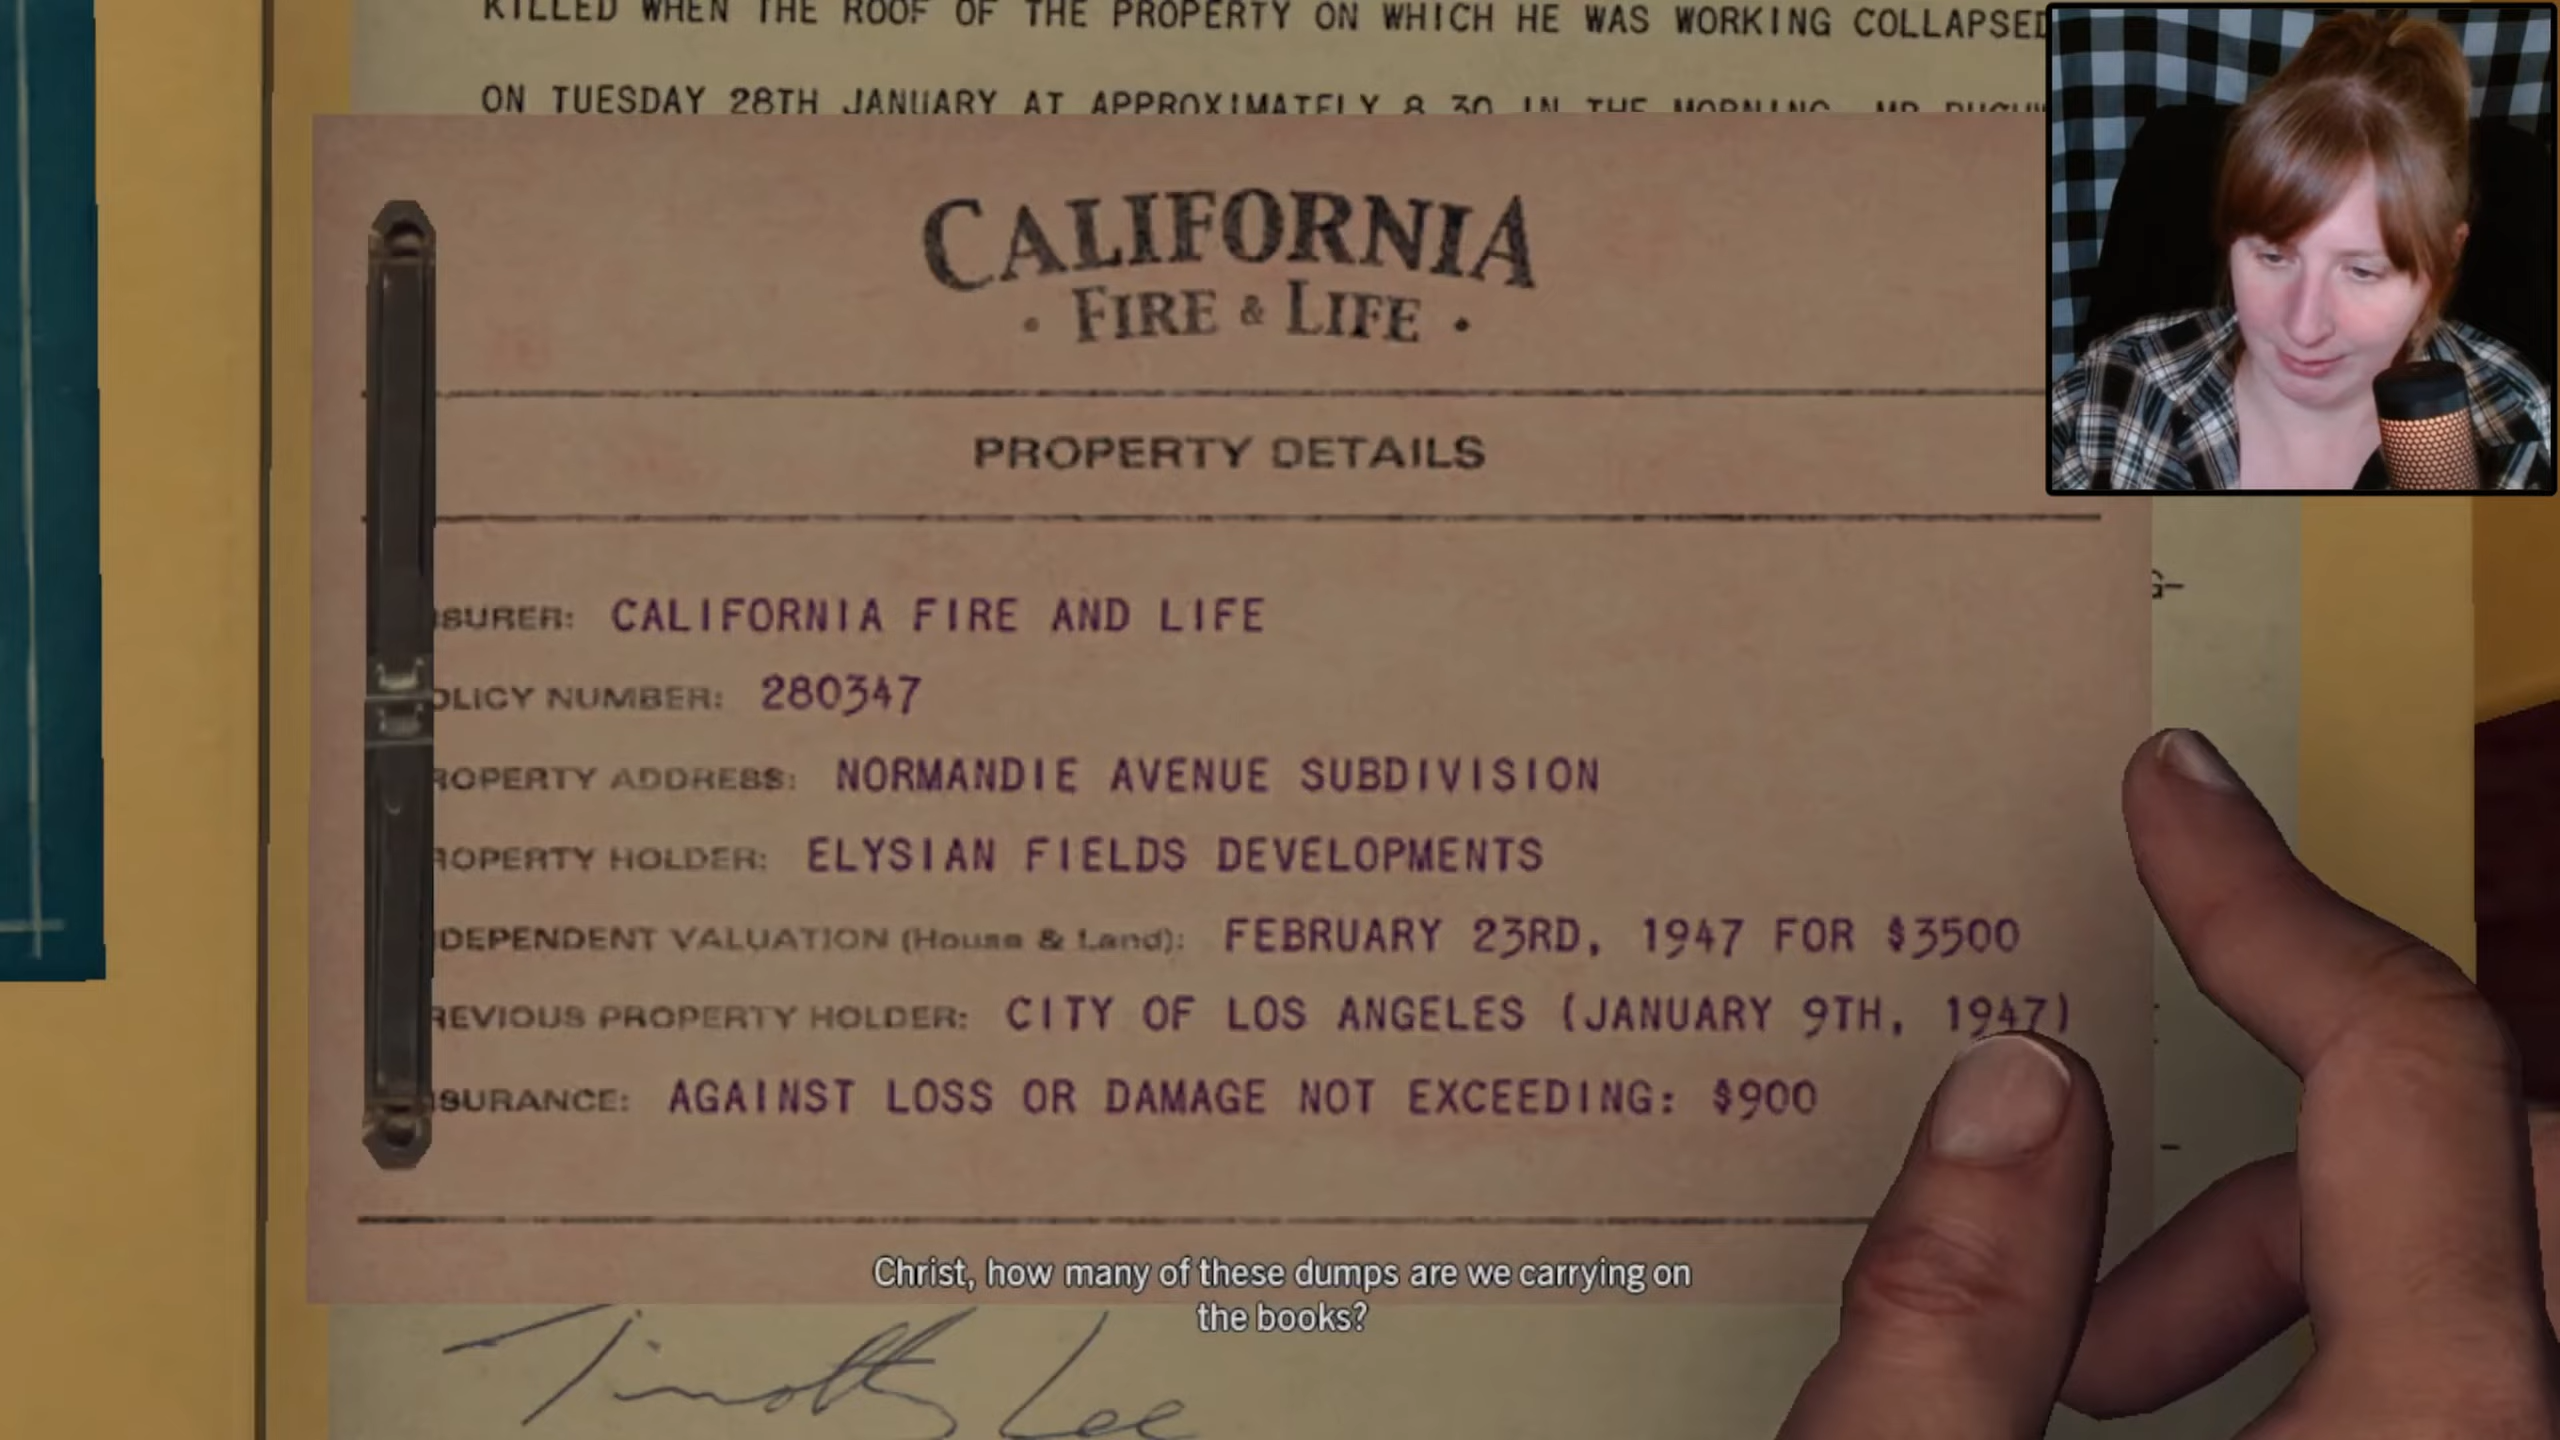 KILLED WHEN THE ROOF OF THE PROPERTY ON WHICH HE WAS WORKING COLLAPSED
ON TUESDAY 28TH JANUARY AT APPROXIMATELY 8 30 IN THE MORNING. MR
CALIFORNIA
• FIRE & LIFE •
PROPERTY DETAILS
SURER: CALIFORNIA FIRE AND LIFE
OLICY NUMBER: 280347
ROPERTY ADDRESS: NORMANDIE AVENUE SUBDIVISION
ROPERTY HOLDER: ELYSIAN FIELDS DEVELOPMENTS
DEPENDENT VALUATION (House & Land): FEBRUARY 23RD, 1947 FOR $3500
REVIOUS PROPERTY HOLDER: CITY OF LOS ANGELES (JANUARY 9TH, 1947)
SURANCE: AGAINST LOSS OR DAMAGE NOT EXCEEDING: $900
Christ, how many of these dumps are we carrying on
the books?
Timothy Lee